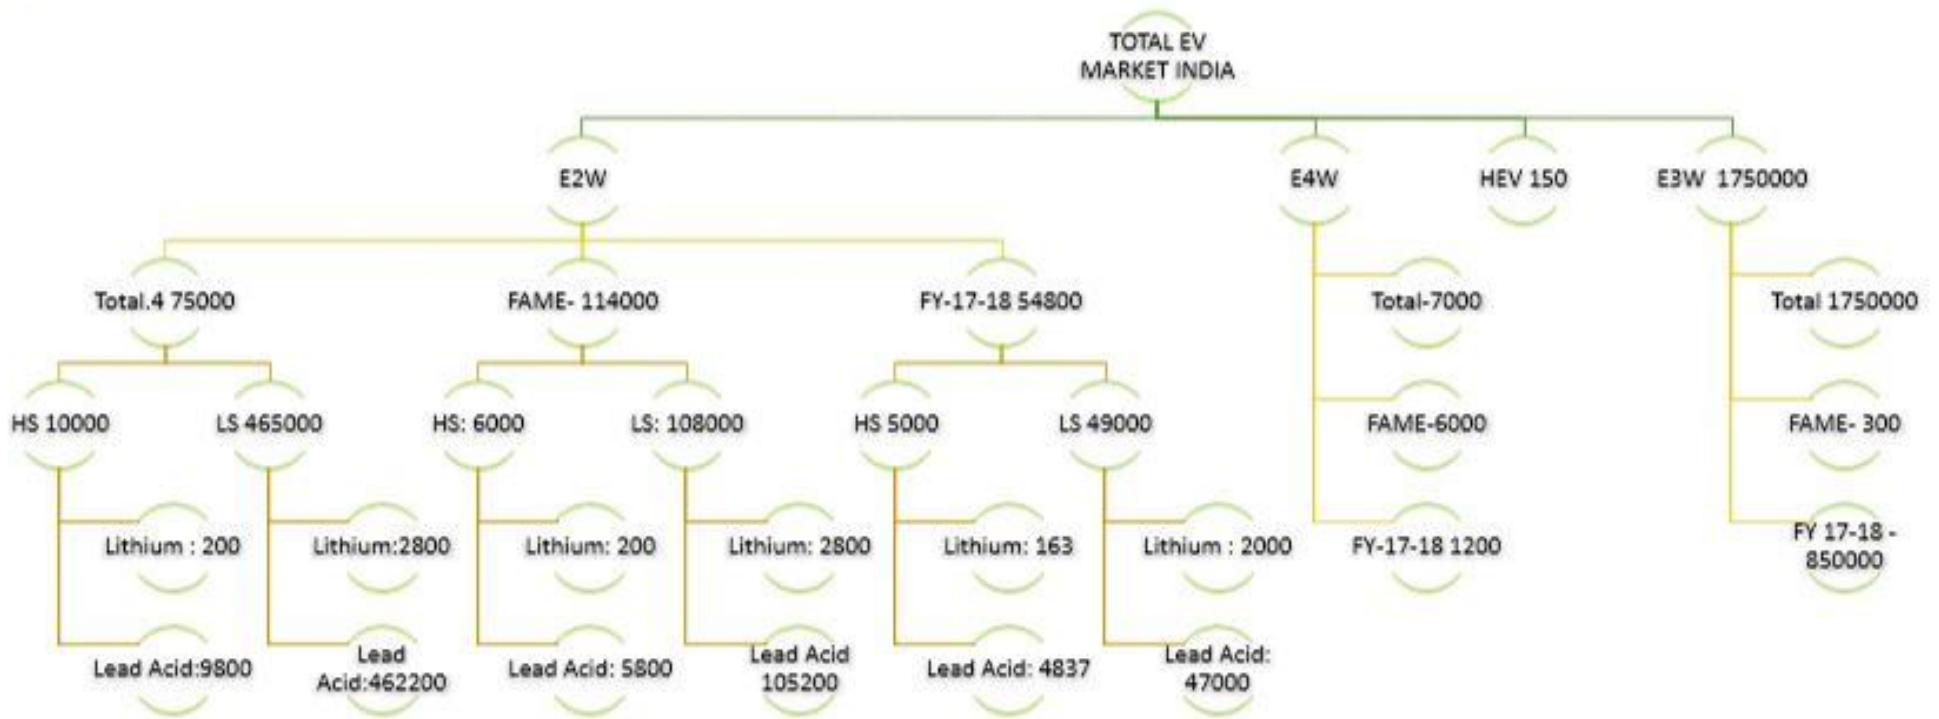 TOTAL EV
MARKET INDIA
E2W
E4W
HEV 150
E3W 1750000
Total.4 75000
FAME- 114000
FY-17-18 54800
Total-7000
Total 1750000
HS 10000
LS 465000
HS: 6000
LS: 108000
HS 5000
LS 49000
FAME-6000
FAME- 300
Lithium : 200
Lithium:2800
Lithium: 200
Lithium: 2800
Lithium: 163
Lithium : 2000
FY-17-18 1200
FY 17-18 -
850000
Lead Acid:9800
Lead
Acid:462200
Lead Acid: 5800
Lead Acid
105200
Lead Acid: 4837
Lead Acid:
47000